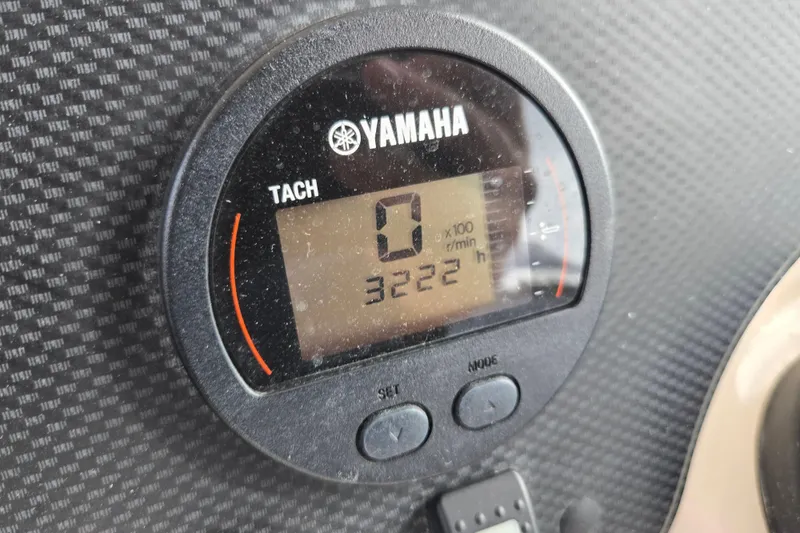 YAMAHA
TACH
0
x100
r/min
3222 h
SET
MODE